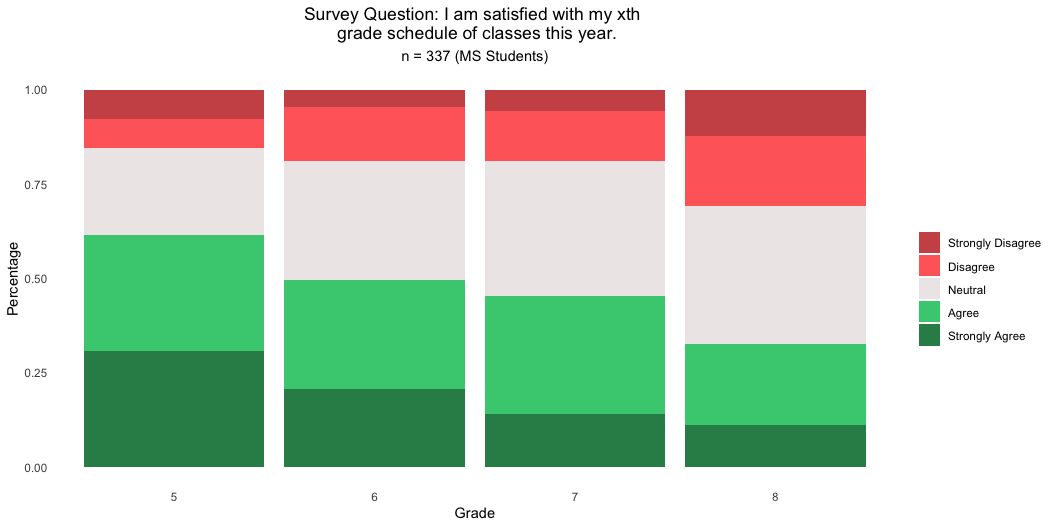 Survey Question: I am satisfied with my xth
grade schedule of classes this year.
n = 337 (MS Students)
Percentage
1.00
0.75
0.50
0.25
0.00
5
6
7
8
Grade
Strongly Disagree
Disagree
Neutral
Agree
Strongly Agree